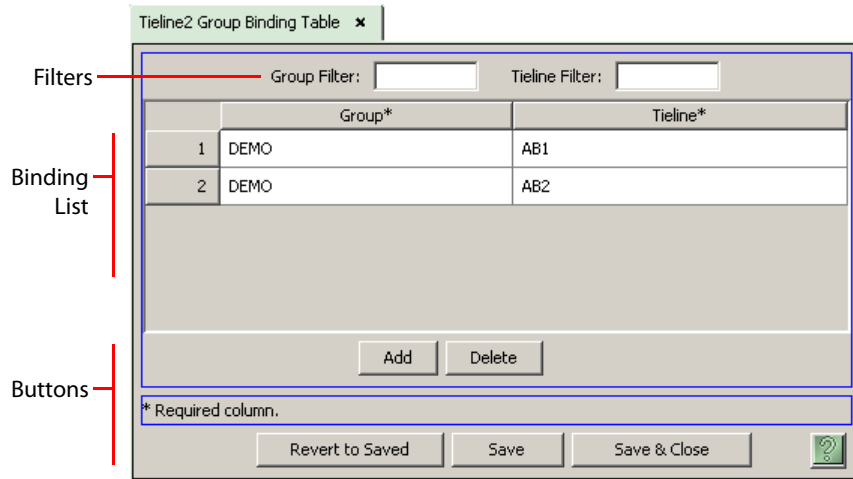 Tieline2 Group Binding Table ×
Filters
Group Filter: Tieline Filter:
Group* Tieline*
1 DEMO AB1
Binding List
2 DEMO AB2
Add Delete
Buttons
* Required column.
Revert to Saved Save Save & Close ?